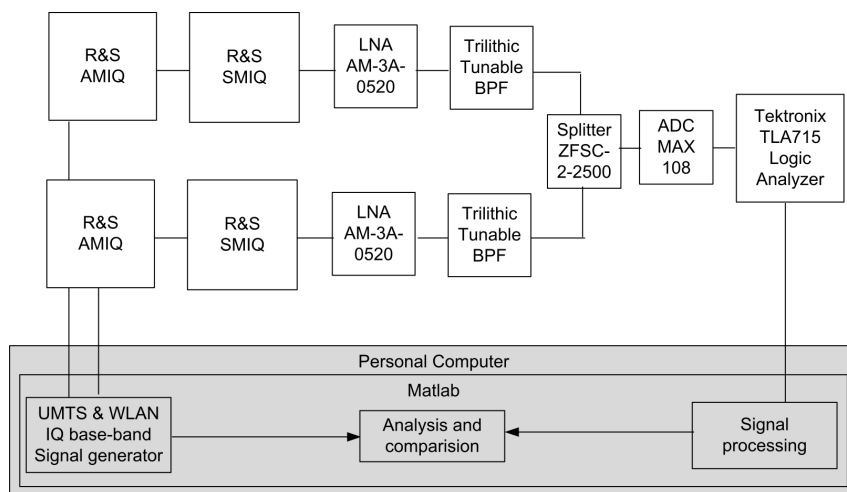 R&S
AMIQ
R&S
SMIQ
LNA
AM-3A-
0520
Trilithic
Tunable
BPF
Splitter
ZFSC-
2-2500
ADC
MAX
108
Tektronix
TLA715
Logic
Analyzer
R&S
AMIQ
R&S
SMIQ
LNA
AM-3A-
0520
Trilithic
Tunable
BPF
Personal Computer
Matlab
UMTS & WLAN
IQ base-band
Signal generator
Analysis and
comparision
Signal
processing